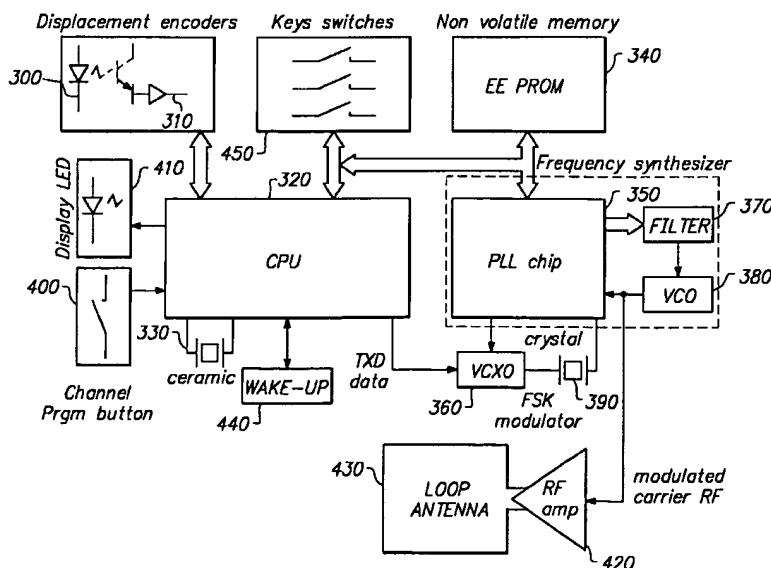 Displacement encoders
Keys switches
Non volatile memory
300
310
EE PROM
340
450
Frequency synthesizer
410
320
350
370
Display LED
CPU
PLL chip
FILTER
400
VCO
380
330
ceramic
crystal
Channel
Prgm button
WAKE-UP
440
TXD
data
VCXO
360
FSK
modulator
390
430
LOOP
ANTENNA
RF
amp
modulated
carrier RF
420